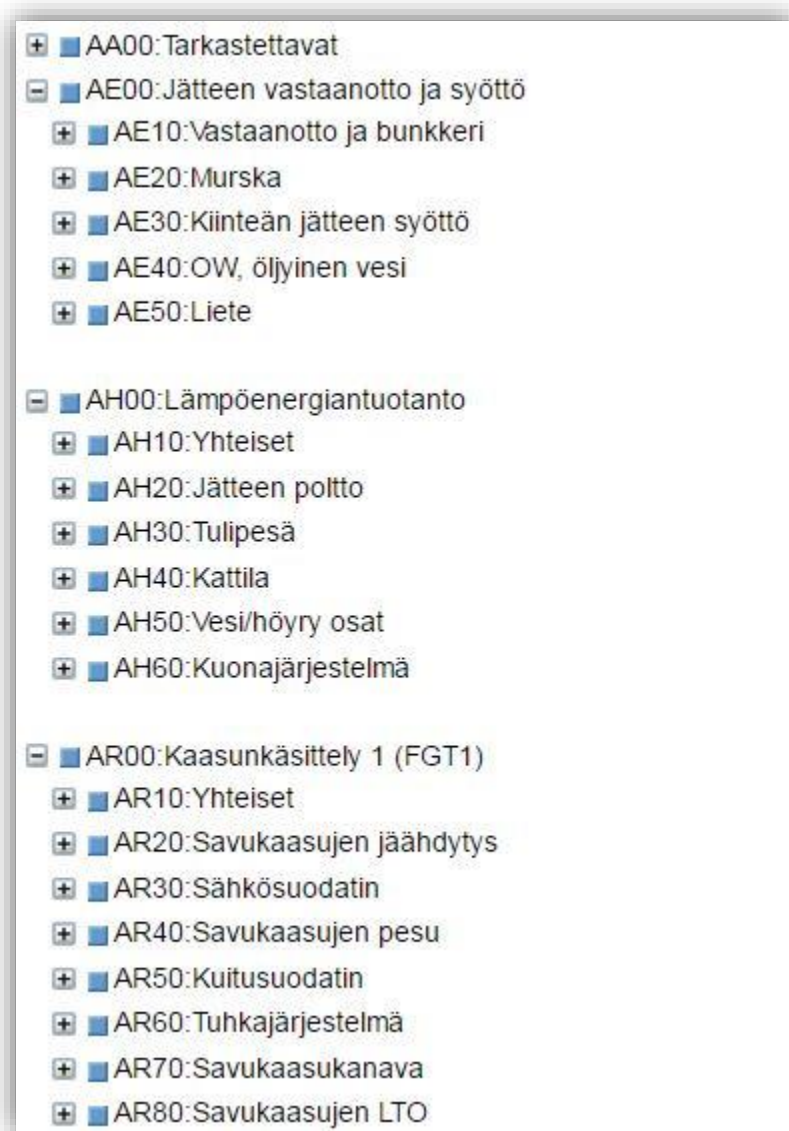 AA00:Tarkastettavat
AE00:Jätteen vastaanotto ja syöttö
AE10:Vastaanotto ja bunkkeri
AE20:Murska
AE30:Kiinteän jätteen syöttö
AE40:OW, öljyinen vesi
AE50:Liete
AH00:Lämpöenergiantuotanto
AH10:Yhteiset
AH20:Jätteen poltto
AH30:Tulipesä
AH40:Kattila
AH50:Vesi/höyry osat
AH60:Kuonajärjestelmä
AR00:Kaasunkäsittely 1 (FGT1)
AR10:Yhteiset
AR20:Savukaasujen jäähdytys
AR30:Sähkösuodatin
AR40:Savukaasujen pesu
AR50:Kuitusuodatin
AR60:Tuhkajärjestelmä
AR70:Savukaasukanava
AR80:Savukaasujen LTO